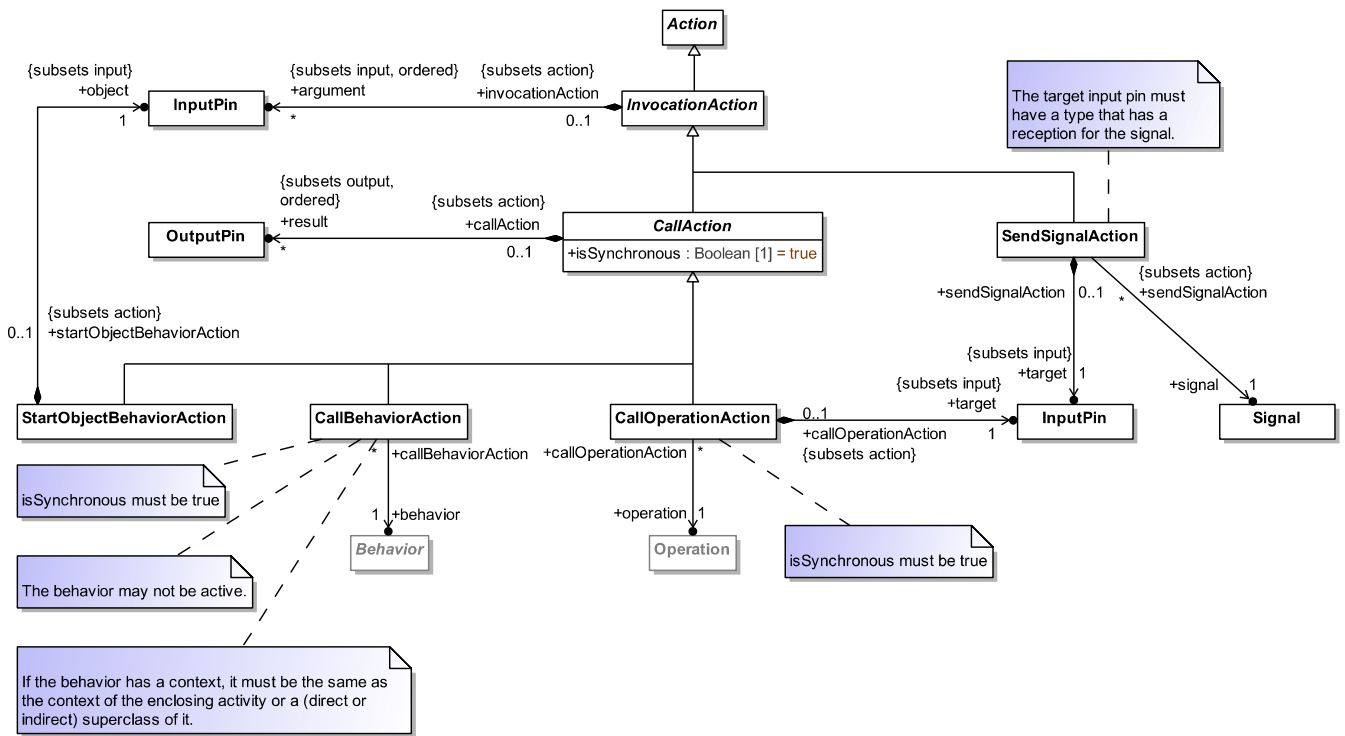 Action
{subsets input}
+object
1
InputPin
{subsets input, ordered}
+argument
*
{subsets action}
+invocationAction
0..1
InvocationAction
The target input pin must
have a type that has a
reception for the signal.
OutputPin
{subsets output,
ordered}
+result
*
{subsets action}
+callAction
0..1
CallAction
+isSynchronous : Boolean [1] = true
SendSignalAction
+sendSignalAction
0..1
{subsets action}
+sendSignalAction
*
{subsets action}
0..1
+startObjectBehaviorAction
{subsets input}
+target
1
{subsets input}
+target
1
+signal
1
StartObjectBehaviorAction
CallBehaviorAction
CallOperationAction
0..1
+callOperationAction
{subsets action}
InputPin
Signal
*
+callBehaviorAction
+callOperationAction
*
isSynchronous must be true
1
+behavior
+operation
1
Behavior
Operation
isSynchronous must be true
The behavior may not be active.
If the behavior has a context, it must be the same as
the context of the enclosing activity or a (direct or
indirect) superclass of it.